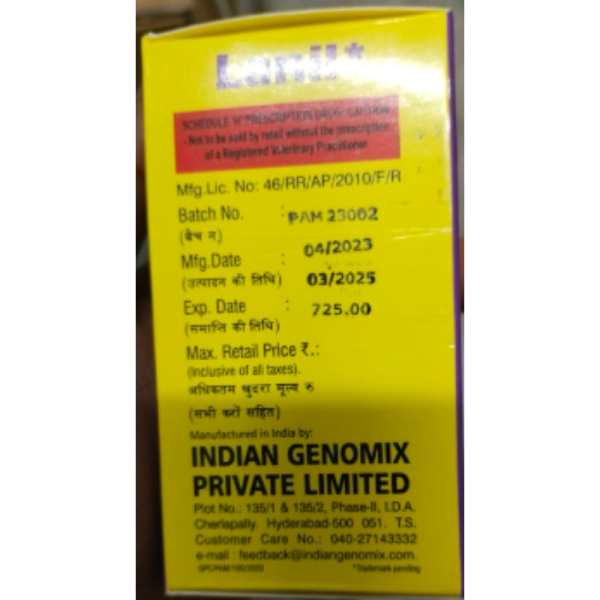 SCHEDULE 'H' PRESCRIPTION DRUG: CAUTION
- Not to be sold by retail without the prescription
of a Registered Veterinary Practitioner
Mfg.Lic. No: 46/RR/AP/2010/F/R
Batch No. : PAM 23002
(बैच न.)
Mfg.Date : 04/2023
(उत्पादन की तिथि) 03/2025
Exp. Date : 725.00
(समाप्ति की तिथि)
Max. Retail Price ₹.:
(Inclusive of all taxes).
अधिकतम खुदरा मूल्य रु
(सभी करों सहित)
Manufactured in India by:
INDIAN GENOMIX
PRIVATE LIMITED
Plot No.: 135/1 & 135/2, Phase-II, I.D.A.
Cherlapally. Hyderabad-500 051. T.S.
Customer Care No.: 040-27143332
e-mail : feedback@indiangenomix.com.
*Trademark pending